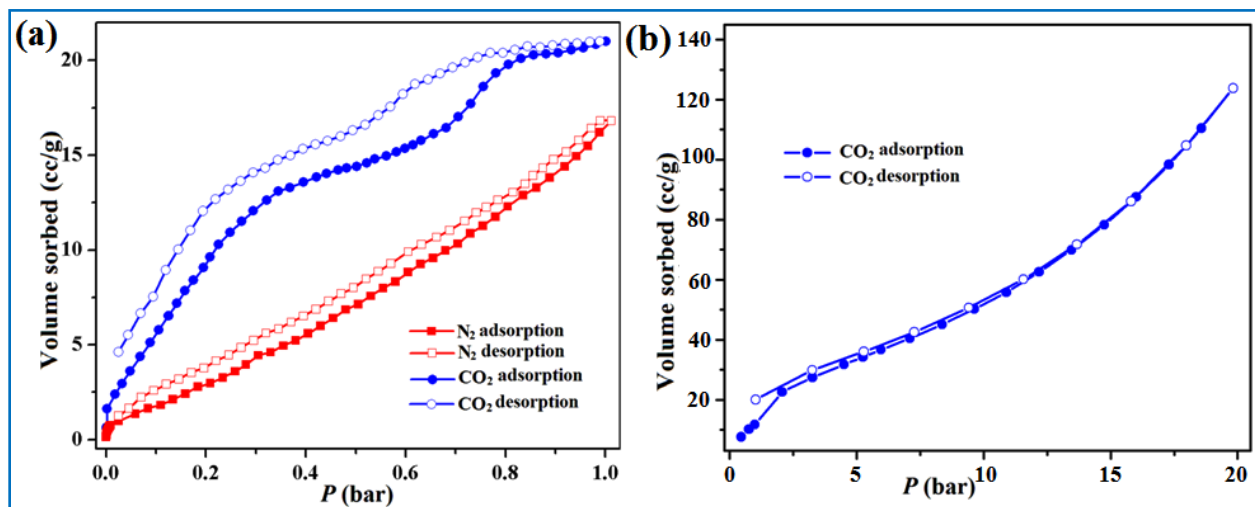 (a)
Volume sorbed (cc/g)
20
15
10
5
0
N₂ adsorption
N₂ desorption
CO₂ adsorption
CO₂ desorption
0.0 0.2 0.4 0.6 0.8 1.0
P (bar)
(b)
Volume sorbed (cc/g)
140
120
100
80
60
40
20
CO₂ adsorption
CO₂ desorption
0 5 10 15 20
P (bar)